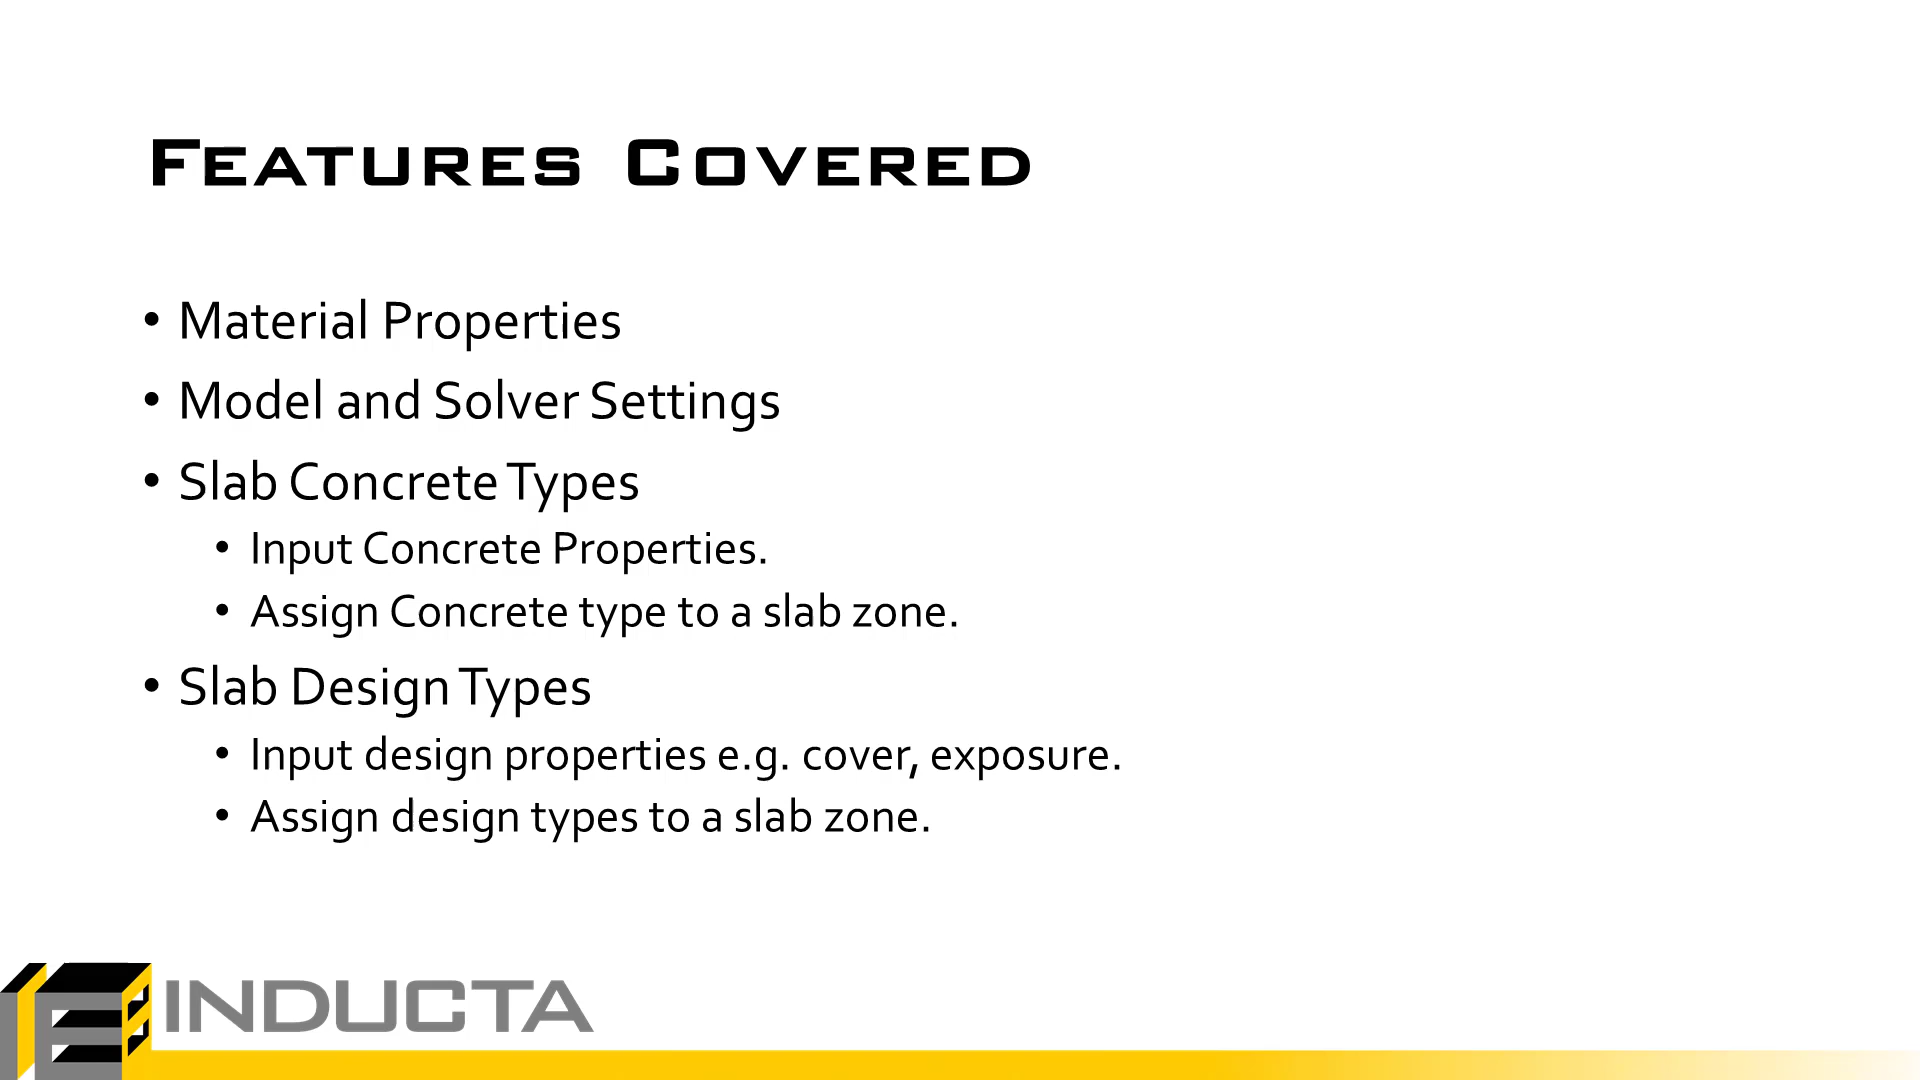 Features Covered
• Material Properties
• Model and Solver Settings
• Slab Concrete Types
• Input Concrete Properties.
• Assign Concrete type to a slab zone.
• Slab Design Types
• Input design properties e.g. cover, exposure.
• Assign design types to a slab zone.
INDUCTA